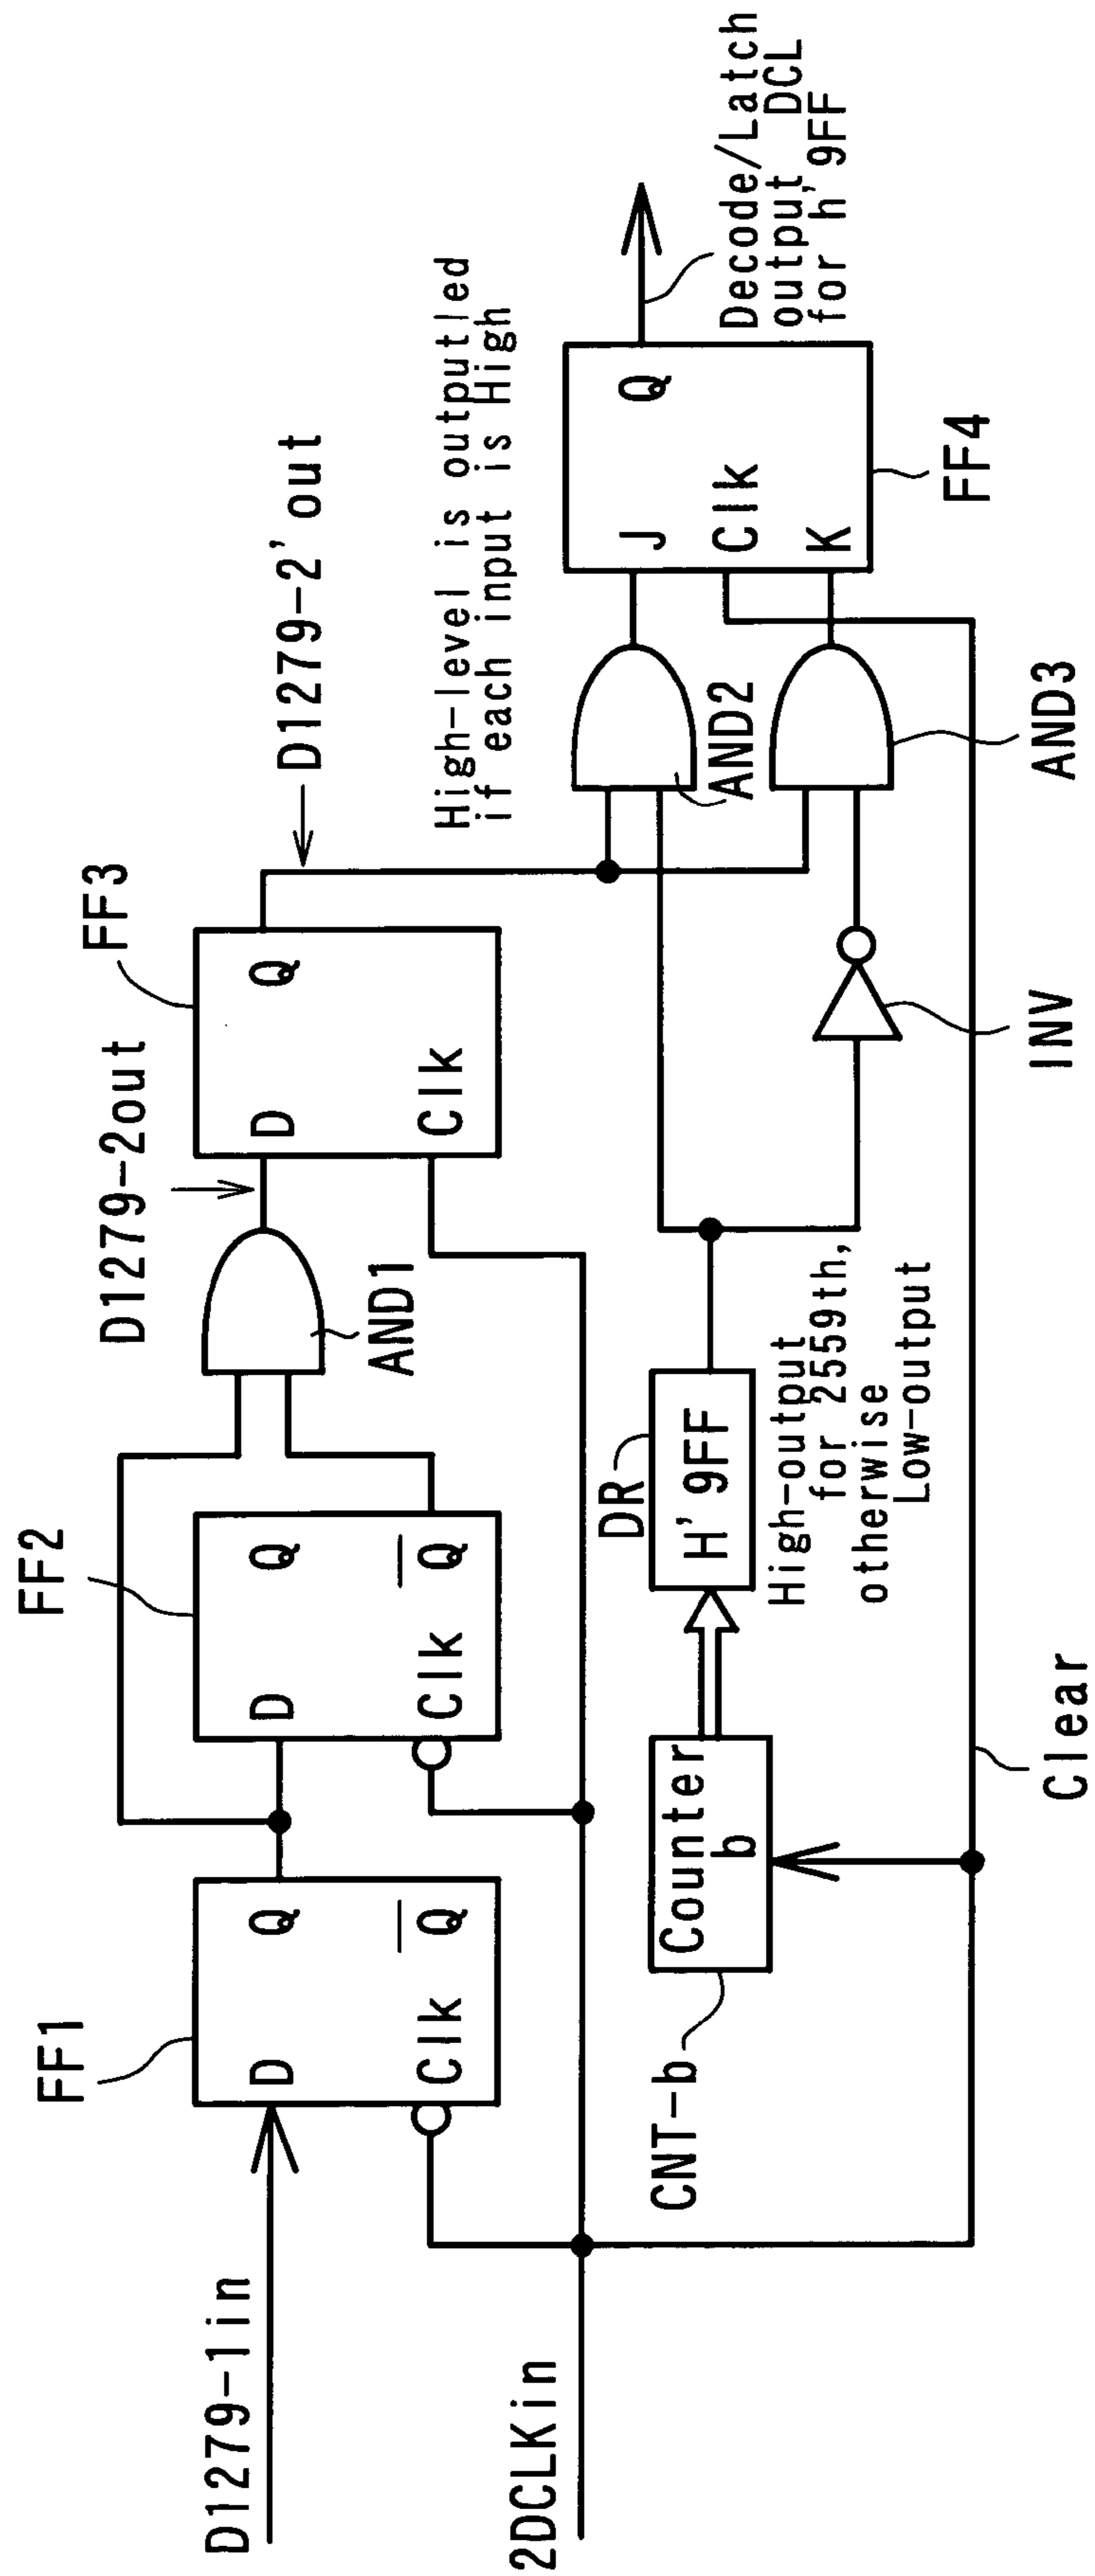 D1279-1in
FF1
D
Q
Clk
Q
FF2
D
Q
Clk
Q
AND1
D1279-2out
FF3
D
Q
Clk
D1279-2' out
High-level is outputled
if each input is High
2DCLKin
CNT-b
Counter
b
DR
H' 9FF
High-output
for 2559th,
otherwise
Low-output
INV
AND2
AND3
J
Q
Clk
K
FF4
Decode/Latch
output, DCL
for h' 9FF
Clear